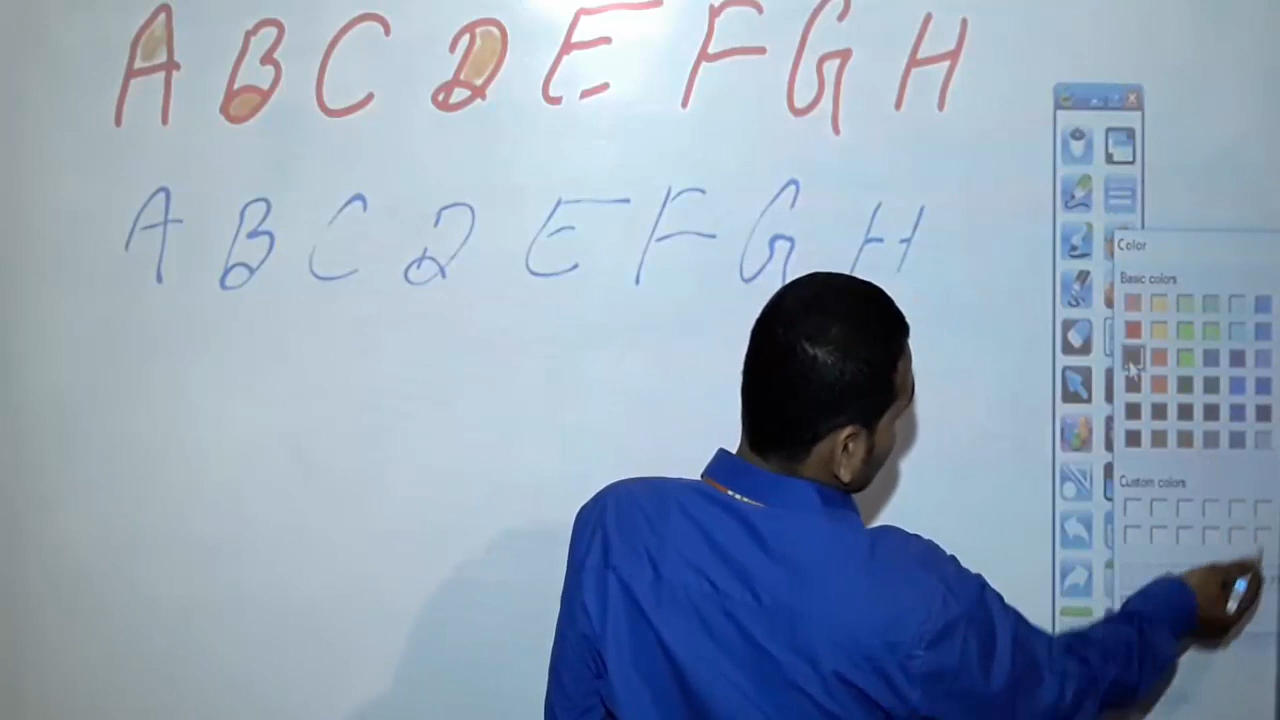 A B C D E F G H
A B C D E F G H
Color
Basic colors
Custom colors